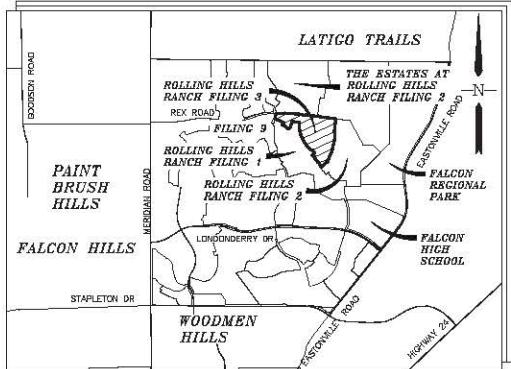 LATIGO TRAILS
GOODSON ROAD
ROLLING HILLS
RANCH FILING 3
THE ESTATES AT
ROLLING HILLS
RANCH FILING 2
N
REX ROAD
EASTONVILLE ROAD
FILING 9
ROLLING HILLS
RANCH FILING 1
PAINT
BRUSH
HILLS
MERIDIAN ROAD
ROLLING HILLS
RANCH FILING 2
FALCON
REGIONAL
PARK
FALCON HILLS
LONDONDERRY DR
FALCON
HIGH
SCHOOL
STAPLETON DR
WOODMEN
HILLS
EASTONVILLE ROAD
HIGHWAY 24